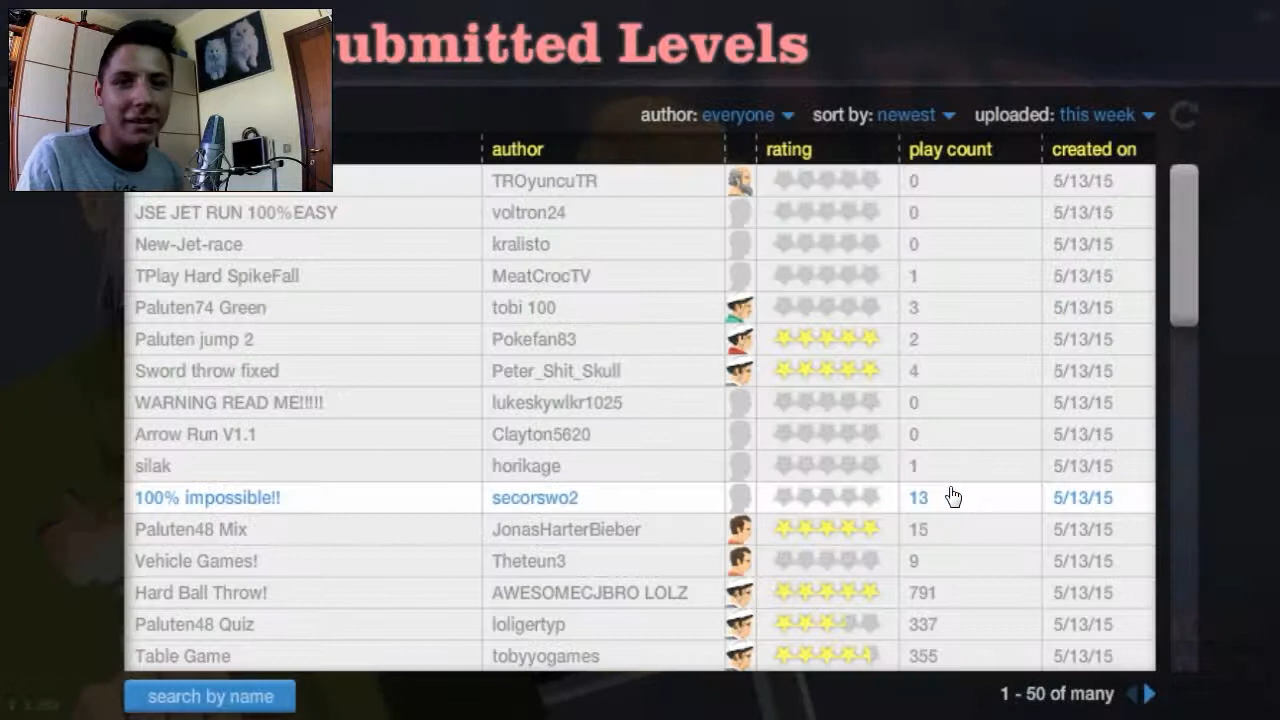 ubmitted Levels
author: everyone sort by: newest uploaded: this week
author rating play count created on
TROyuncuTR 0 5/13/15
JSE JET RUN 100%EASY voltron24 0 5/13/15
New-Jet-race kralisto 0 5/13/15
TPlay Hard SpikeFall MeatCrocTV 1 5/13/15
Paluten74 Green tobi 100 3 5/13/15
Paluten jump 2 Pokefan83 2 5/13/15
Sword throw fixed Peter_Shit_Skull 4 5/13/15
WARNING READ ME!!!!! lukeskywlkr1025 0 5/13/15
Arrow Run V1.1 Clayton5620 0 5/13/15
silak horikage 1 5/13/15
100% impossible!! secorswo2 13 5/13/15
Paluten48 Mix JonasHarterBieber 15 5/13/15
Vehicle Games! Theteun3 9 5/13/15
Hard Ball Throw! AWESOMECJBRO LOLZ 791 5/13/15
Paluten48 Quiz loligertyp 337 5/13/15
Table Game tobyyogames 355 5/13/15
search by name 1 - 50 of many